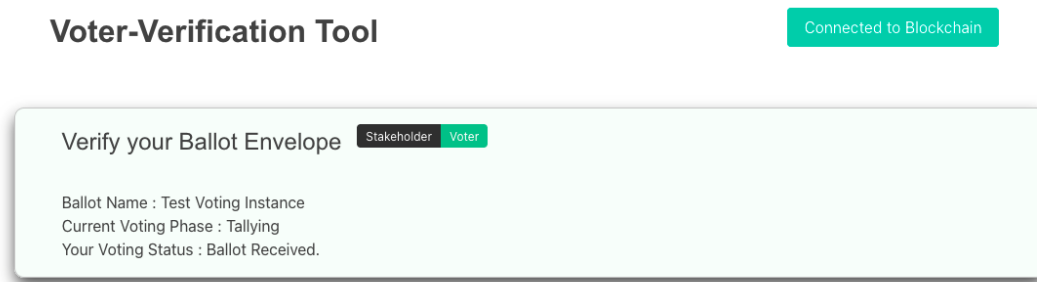 Voter-Verification Tool
Connected to Blockchain
Verify your Ballot Envelope
Stakeholder Voter
Ballot Name : Test Voting Instance
Current Voting Phase : Tallying
Your Voting Status : Ballot Received.